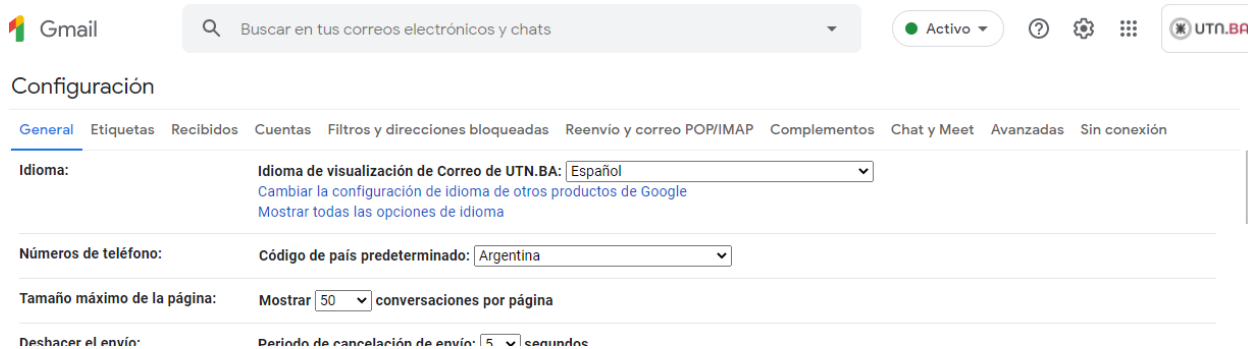 Gmail
Buscar en tus correos electrónicos y chats
Activo
UTN.BA
Configuración
General Etiquetas Recibidos Cuentas Filtros y direcciones bloqueadas Reenvío y correo POP/IMAP Complementos Chat y Meet Avanzadas Sin conexión
Idioma: Idioma de visualización de Correo de UTN.BA: Español
Cambiar la configuración de idioma de otros productos de Google
Mostrar todas las opciones de idioma
Números de teléfono: Código de país predeterminado: Argentina
Tamaño máximo de la página: Mostrar 50 conversaciones por página
Deshacer el envío: Periodo de cancelación de envío: 5 segundos